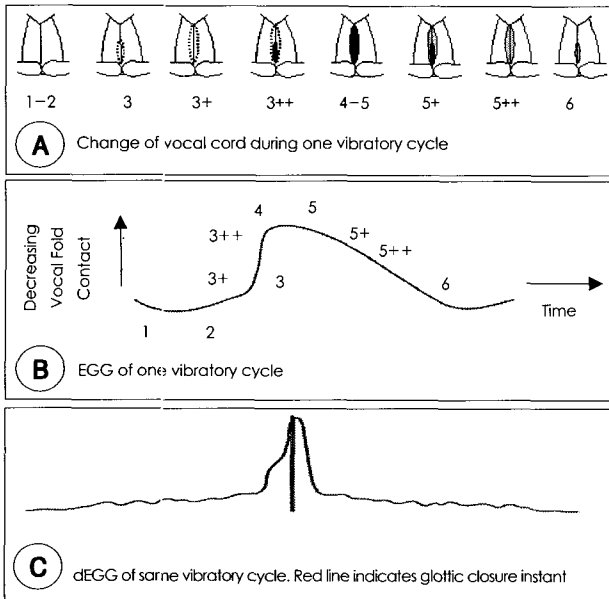 1–2 3 3+ 3++ 4–5 5+ 5++ 6
A Change of vocal cord during one vibratory cycle
Decreasing
Vocal Fold
Contact
4 5
3++ 5+
5++
3+ 3 6
Time
1 2
B EGG of one vibratory cycle
C dEGG of same vibratory cycle. Red line indicates glottic closure instant